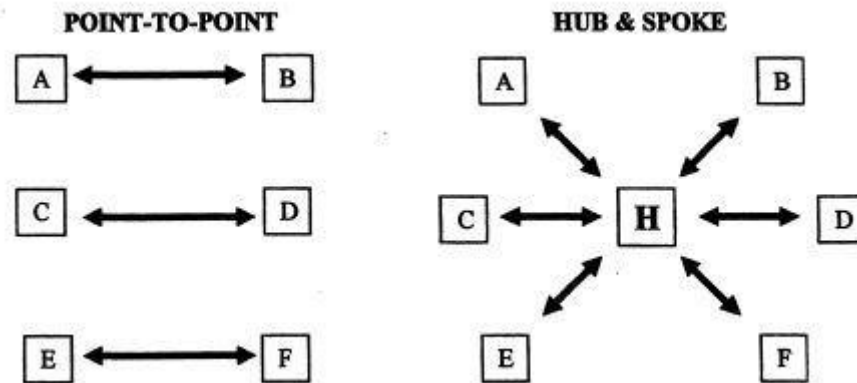 POINT-TO-POINT
A B
C D
E F
HUB & SPOKE
A B
C H D
E F